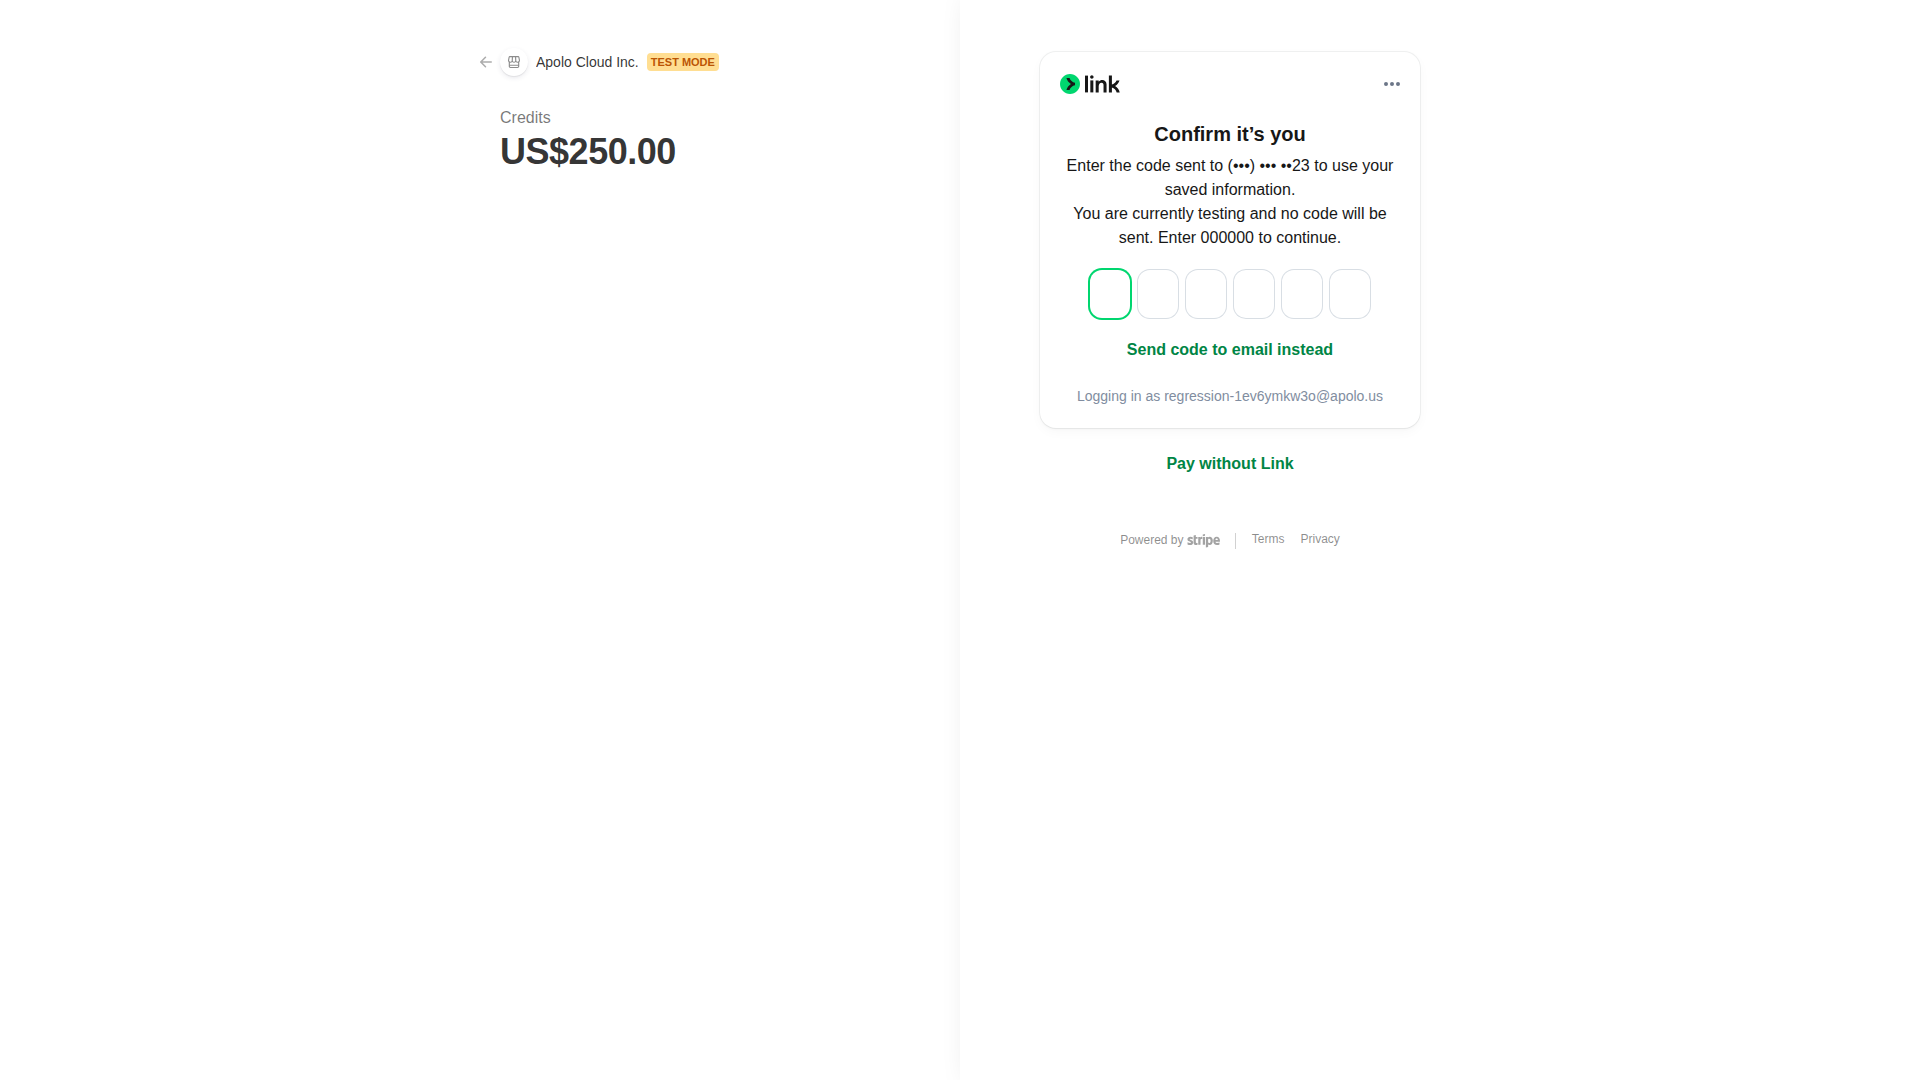 Apolo Cloud Inc. TEST MODE
Credits
US$250.00
link
Confirm it’s you
Enter the code sent to (•••) ••• ••23 to use your
saved information.
You are currently testing and no code will be
sent. Enter 000000 to continue.
Send code to email instead
Logging in as regression-1ev6ymkw3o@apolo.us
Pay without Link
Powered by stripe
Terms Privacy